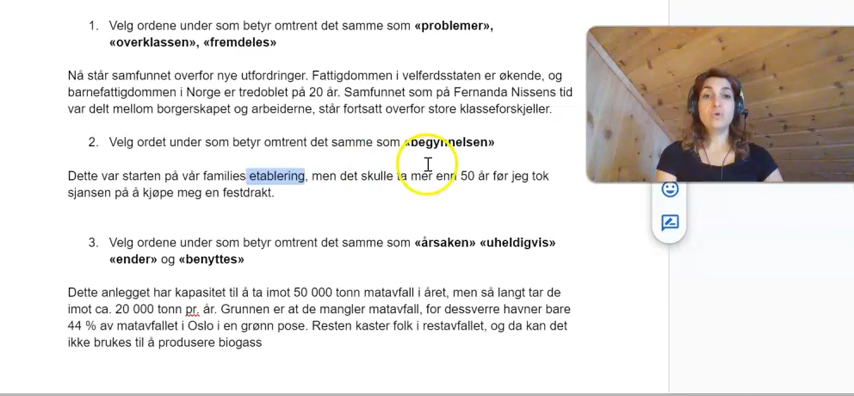 1. Velg ordene under som betyr omtrent det samme som «problemer»,
«overklassen», «fremdeles»
Nå står samfunnet overfor nye utfordringer. Fattigdommen i velferdsstaten er økende, og
barnefattigdommen i Norge er tredoblet på 20 år. Samfunnet som på Fernanda Nissens tid
var delt mellom borgerskapet og arbeiderne, står fortsatt overfor store klasseforskjeller.
2. Velg ordet under som betyr omtrent det samme som «begynnelsen»
Dette var starten på vår families etablering, men det skulle ta mer enn 50 år før jeg tok
sjansen på å kjøpe meg en festdrakt.
3. Velg ordene under som betyr omtrent det samme som «årsaken» «uheldigvis»
«ender» og «benyttes»
Dette anlegget har kapasitet til å ta imot 50 000 tonn matavfall i året, men så langt tar de
imot ca. 20 000 tonn pr. år. Grunnen er at de mangler matavfall, for dessverre havner bare
44 % av matavfallet i Oslo i en grønn pose. Resten kaster folk i restavfallet, og da kan det
ikke brukes til å produsere biogass